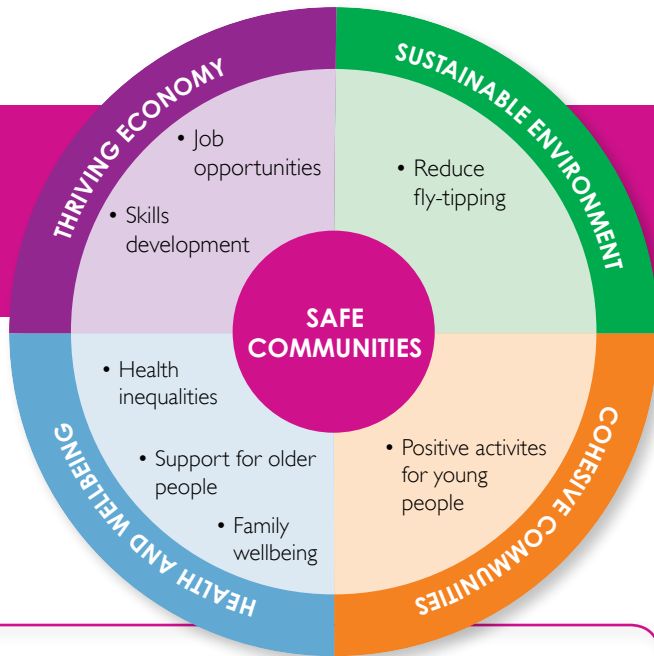 THRIVING ECONOMY
• Job
opportunities
• Skills
development
SUSTAINABLE ENVIRONMENT
• Reduce
fly-tipping
SAFE
COMMUNITIES
HEALTH AND WELLBEING
• Health
inequalities
• Support for older
people
• Family
wellbeing
COHESIVE COMMUNITIES
• Positive activites
for young
people